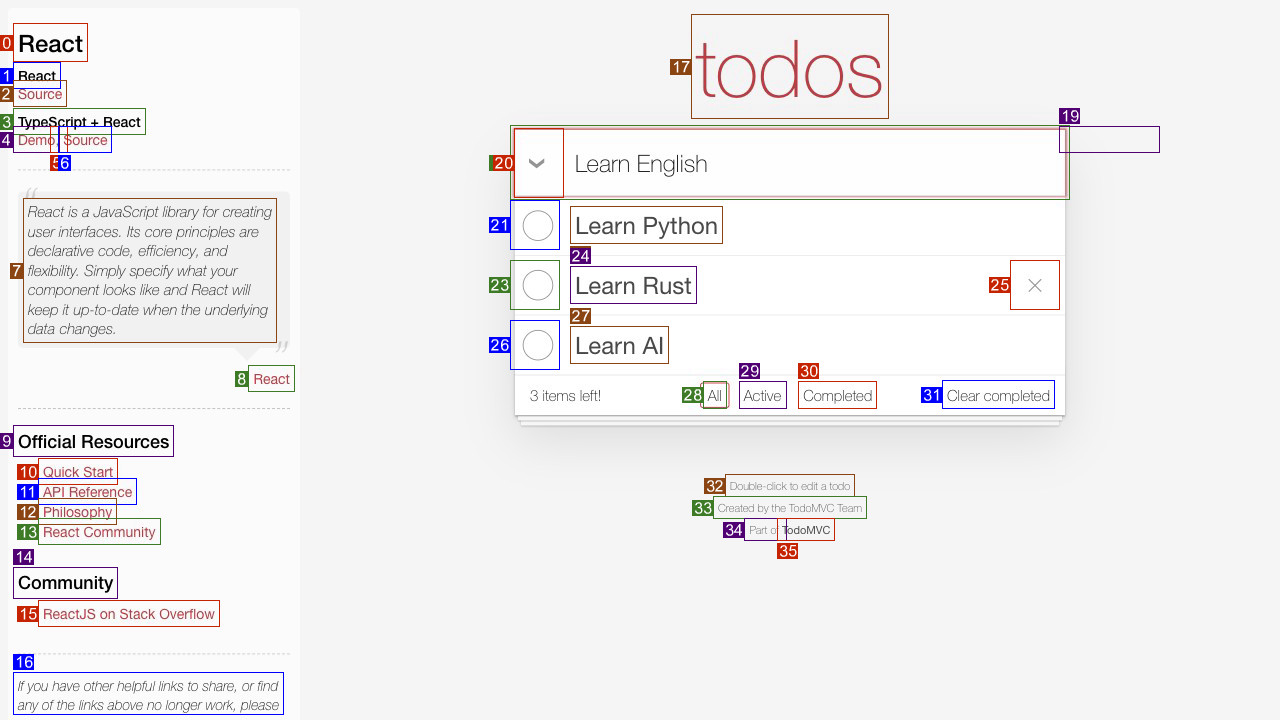 0 React
1 React
2 Source
3 TypeScript + React
4 Demo, Source
5 6
“
7 React is a JavaScript library for creating
user interfaces. Its core principles are
declarative code, efficiency, and
flexibility. Simply specify what your
component looks like and React will
keep it up-to-date when the underlying
data changes.
”
8 React
9 Official Resources
10 Quick Start
11 API Reference
12 Philosophy
13 React Community
14
Community
15 ReactJS on Stack Overflow
16
If you have other helpful links to share, or find
any of the links above no longer work, please
17 todos
19
20 Learn English
21 Learn Python
24
23 Learn Rust 25
27
26 Learn AI
29 30
3 items left! 28 All Active Completed 31 Clear completed
32 Double-click to edit a todo
33 Created by the TodoMVC Team
34 Part of TodoMVC
35